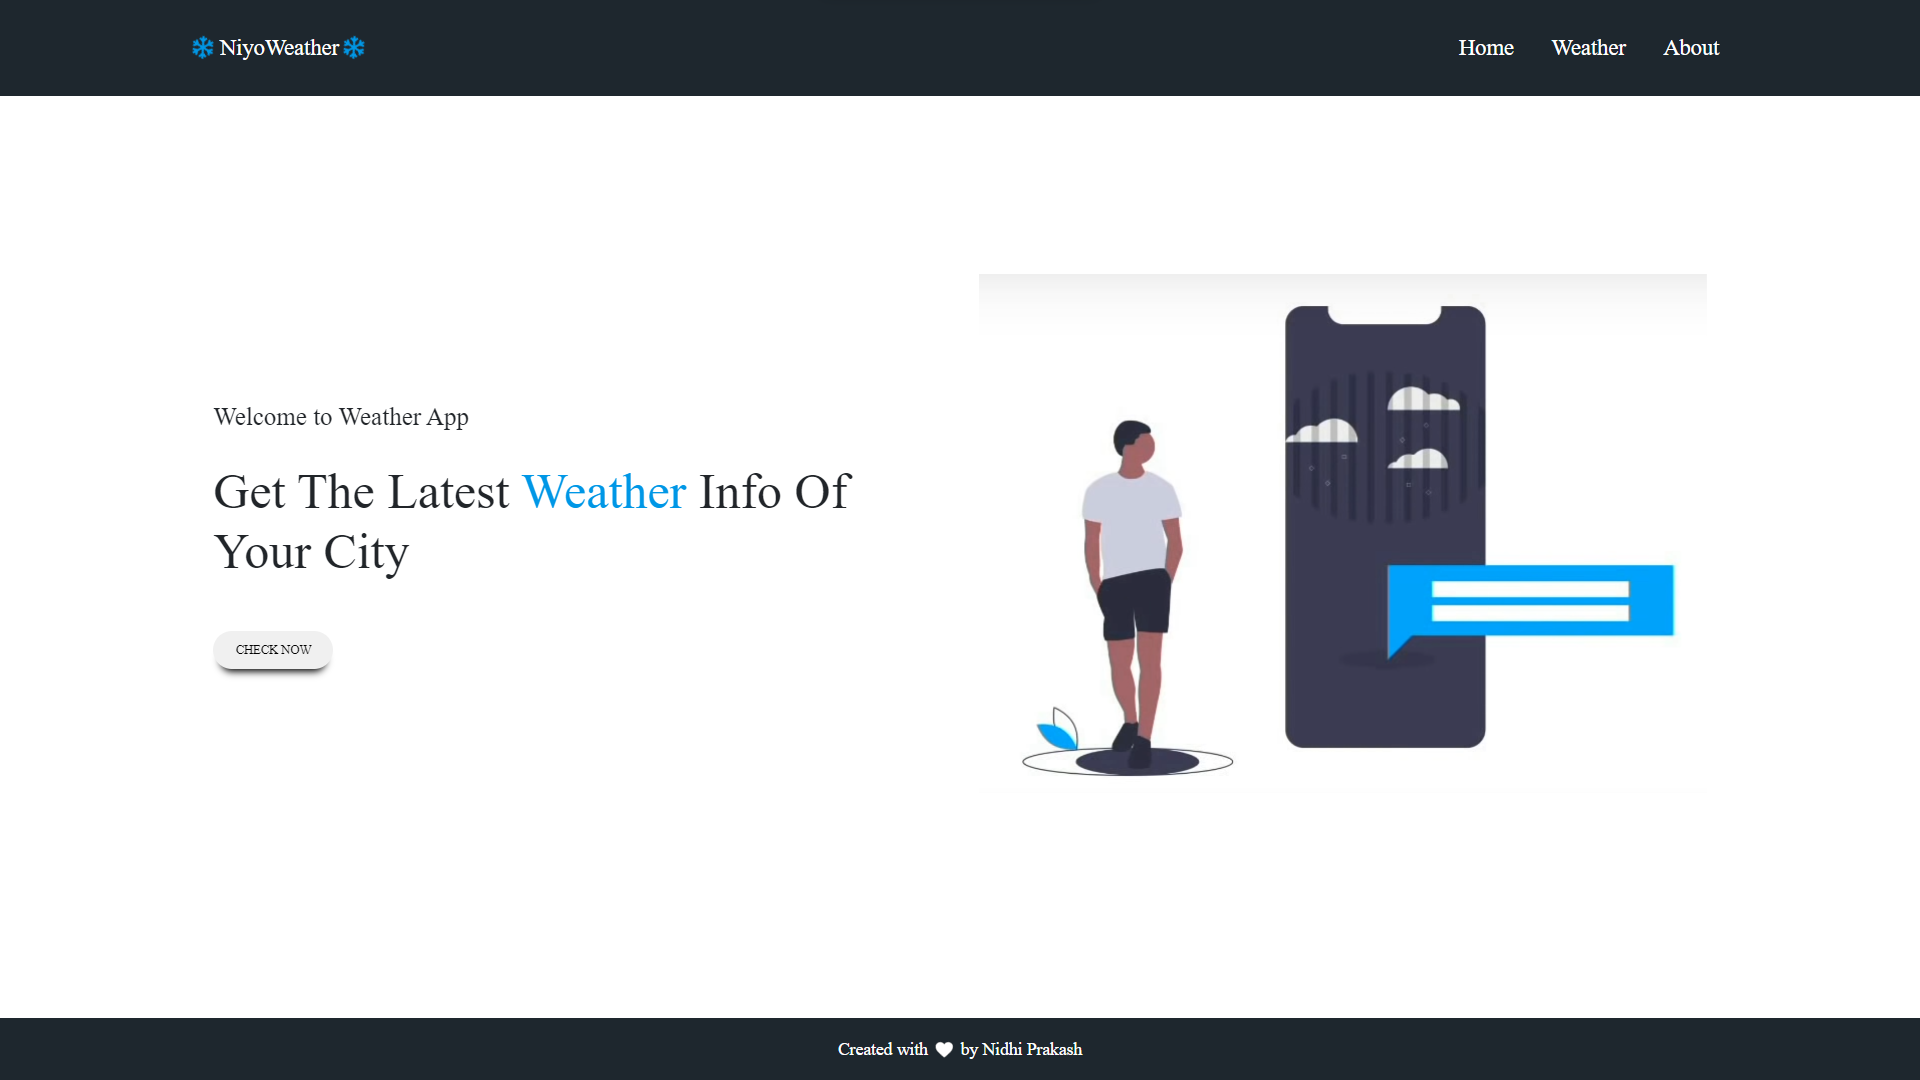 ❄ NiyoWeather ❄
Home Weather About
Welcome to Weather App
Get The Latest Weather Info Of
Your City
CHECK NOW
Created with ♥ by Nidhi Prakash